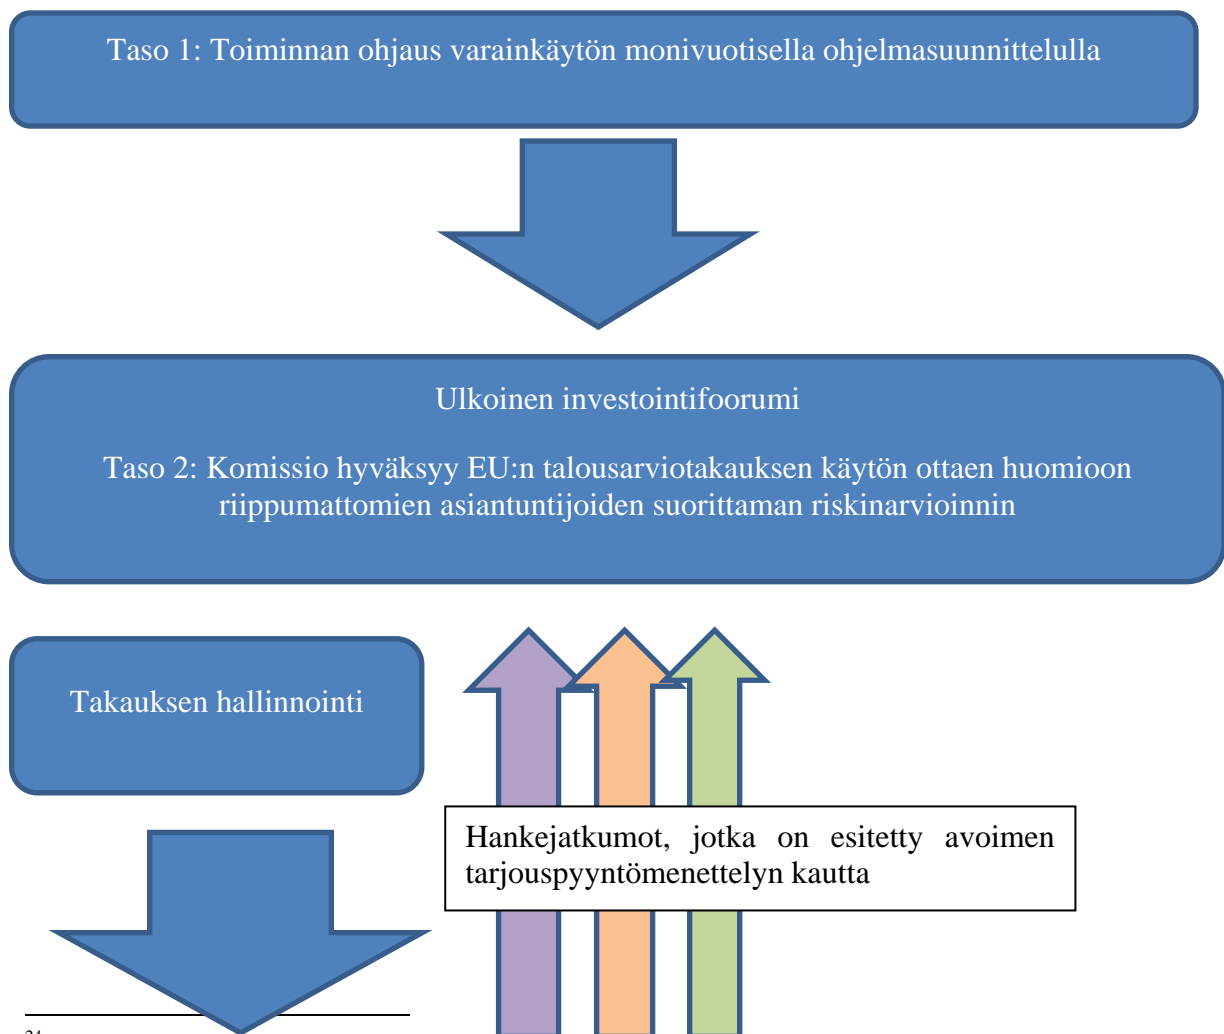 Taso 1: Toiminnan ohjaus varainkäytön monivuotisella ohjelmasuunnittelulla
Ulkoinen investointifoorumi
Taso 2: Komissio hyväksyy EU:n talousarviotakauksen käytön ottaen huomioon
riippumattomien asiantuntijoiden suorittaman riskinarvioinnin
Takauksen hallinnointi
Hankejatkumot, jotka on esitetty avoimen
tarjouspyyntömenettelyn kautta